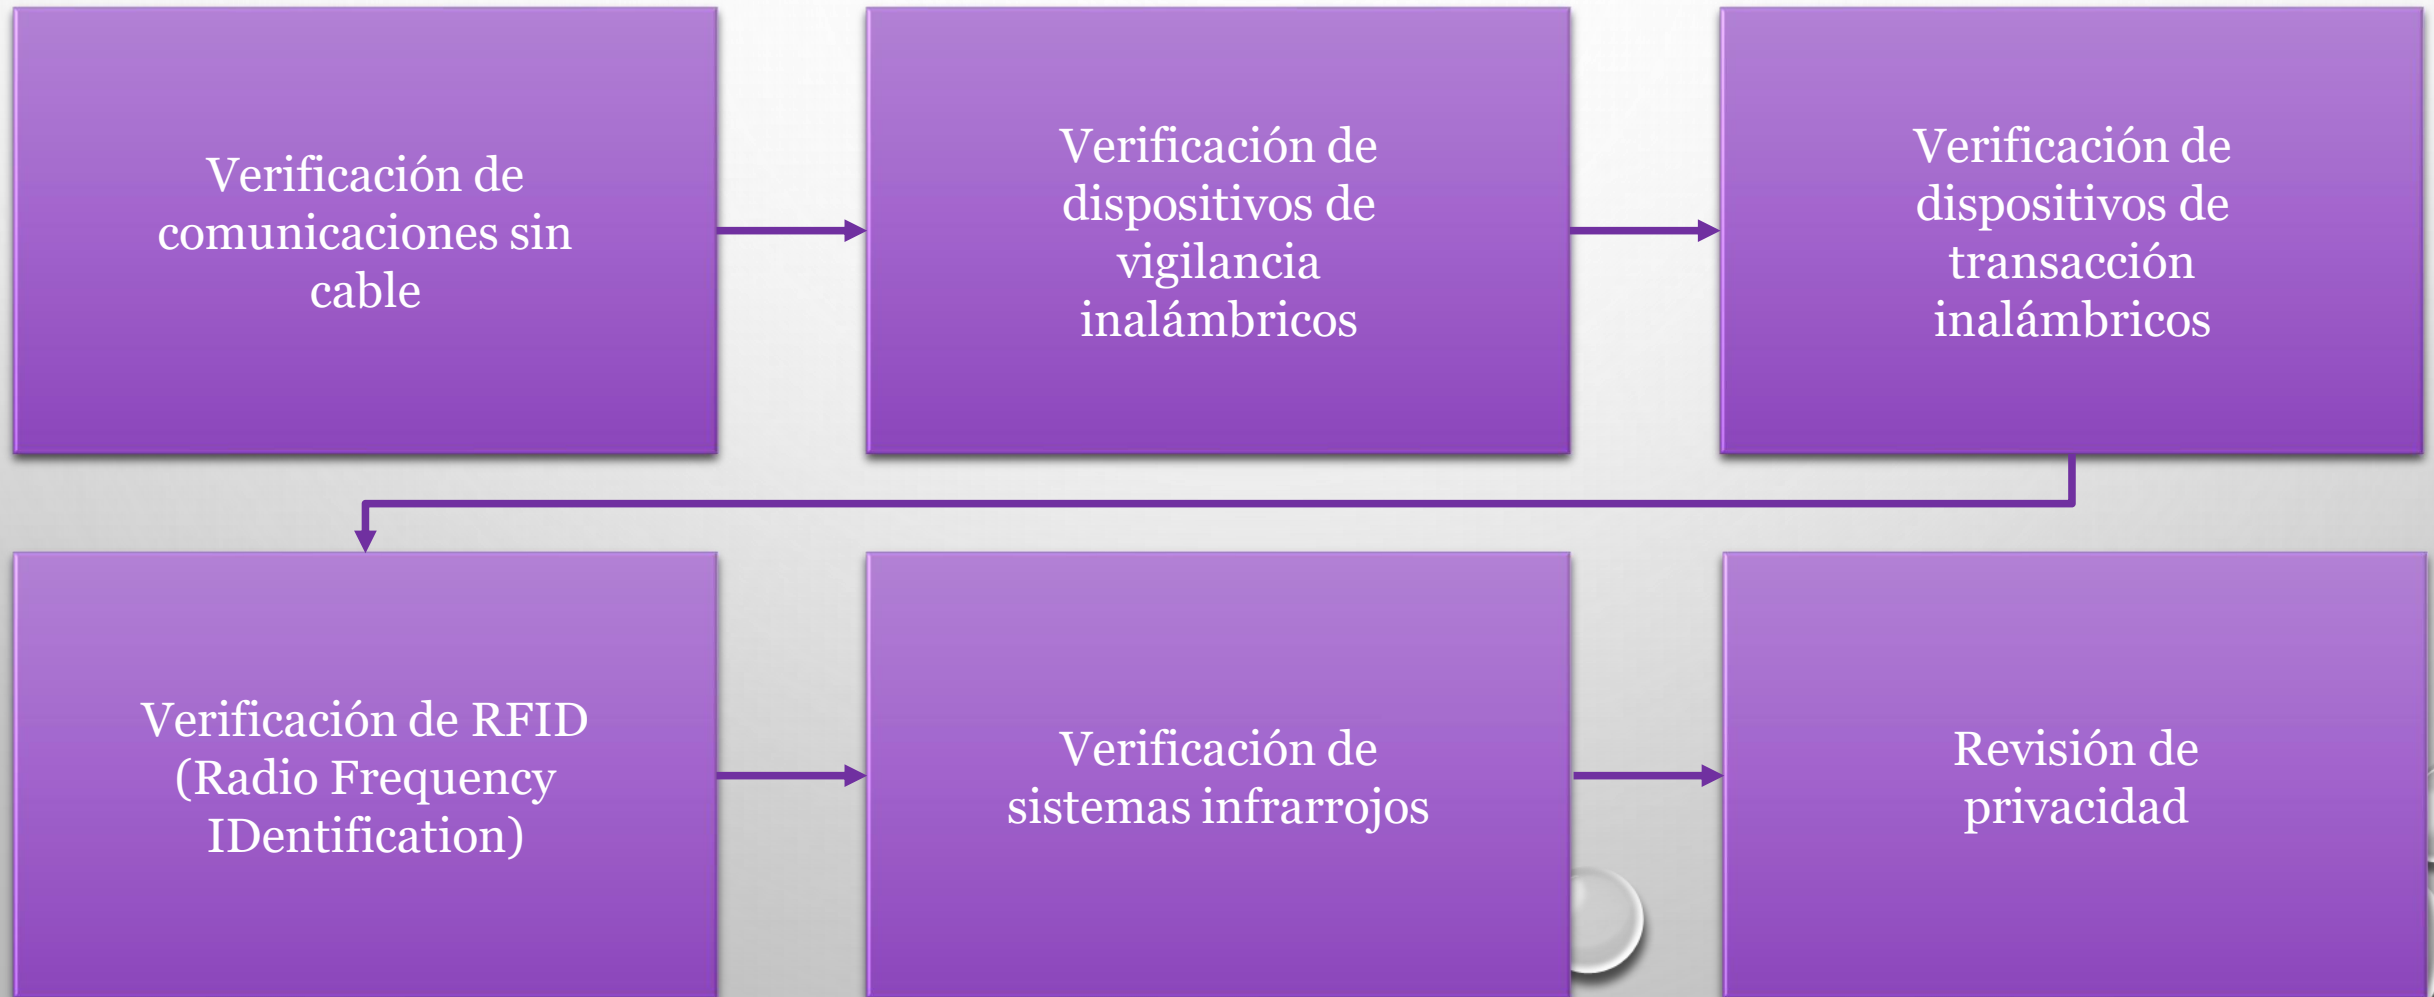 Verificación de
comunicaciones sin
cable
Verificación de
dispositivos de
vigilancia
inalámbricos
Verificación de
dispositivos de
transacción
inalámbricos
Verificación de RFID
(Radio Frequency
IDentification)
Verificación de
sistemas infrarrojos
Revisión de
privacidad